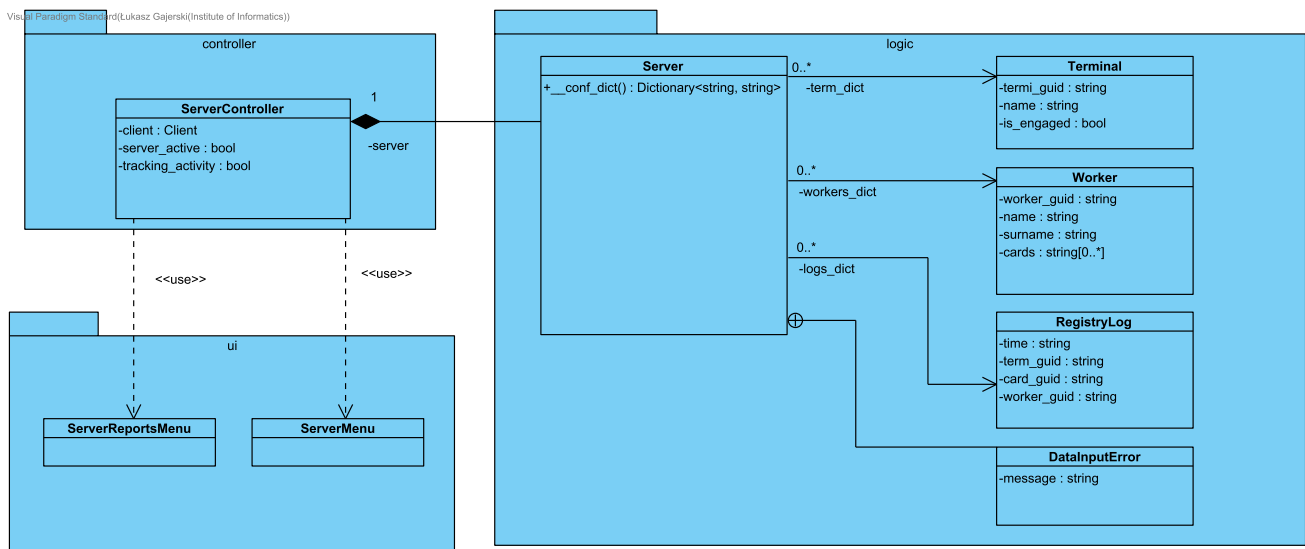 Visual Paradigm Standard(Łukasz Gajerski(Institute of Informatics))
controller
ServerController
-client : Client
-server_active : bool
-tracking_activity : bool
1
-server
<<use>>
<<use>>
ui
ServerReportsMenu
ServerMenu
logic
Server
+__conf_dict() : Dictionary<string, string>
0..*
-term_dict
0..*
-workers_dict
0..*
-logs_dict
Terminal
-termi_guid : string
-name : string
-is_engaged : bool
Worker
-worker_guid : string
-name : string
-surname : string
-cards : string[0..*]
RegistryLog
-time : string
-term_guid : string
-card_guid : string
-worker_guid : string
DataInputError
-message : string